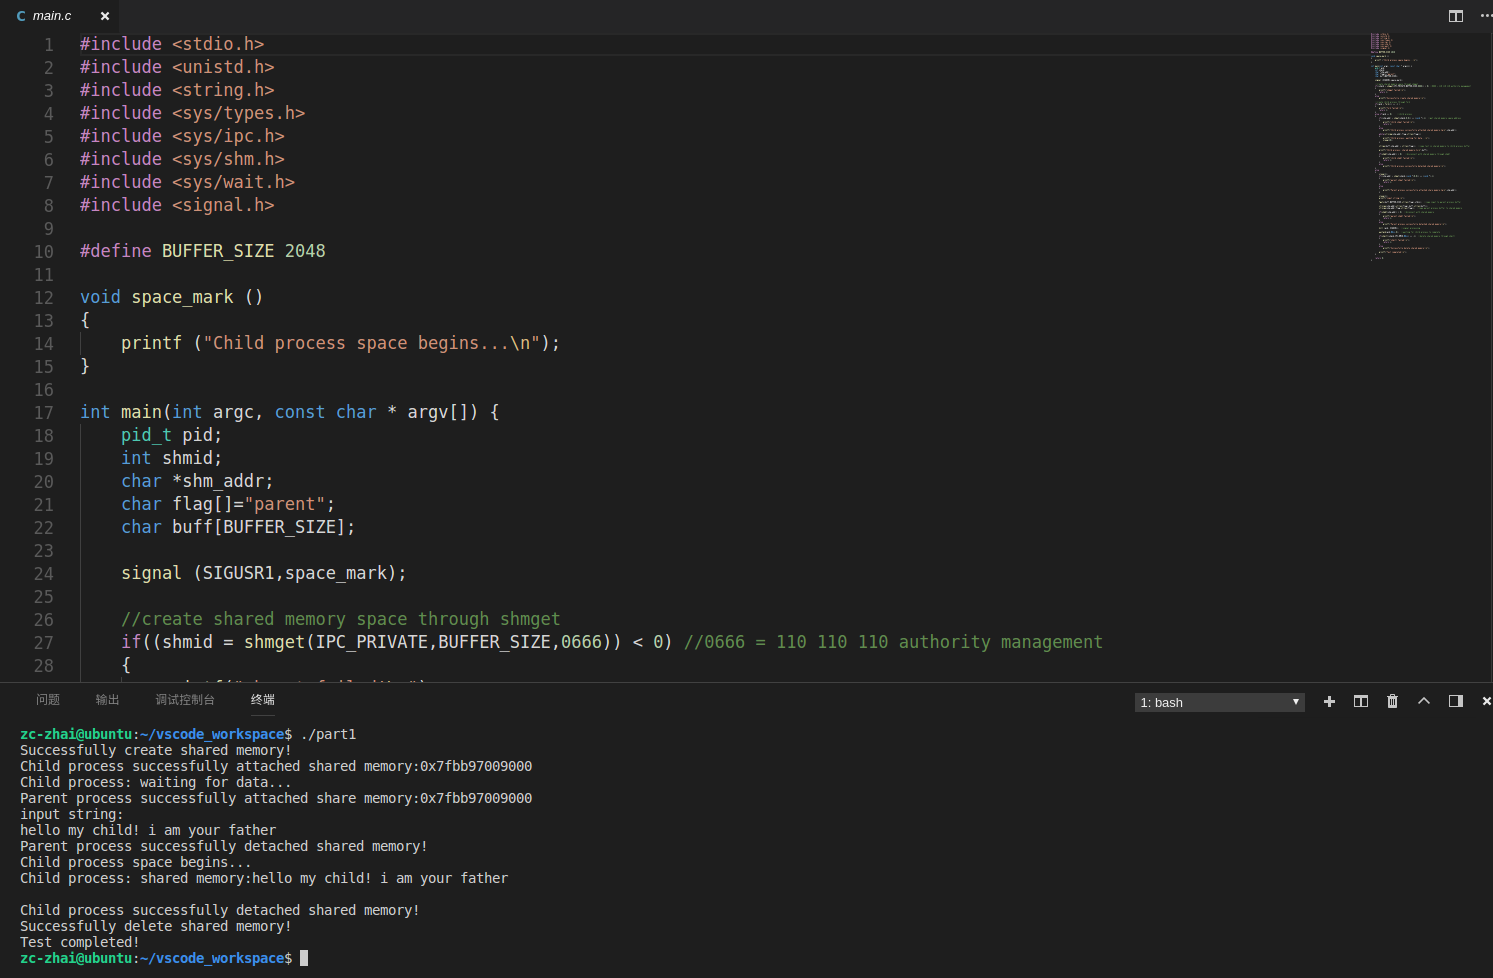 C main.c ×
1 #include <stdio.h>
2 #include <unistd.h>
3 #include <string.h>
4 #include <sys/types.h>
5 #include <sys/ipc.h>
6 #include <sys/shm.h>
7 #include <sys/wait.h>
8 #include <signal.h>
9
10 #define BUFFER_SIZE 2048
11
12 void space_mark ()
13 {
14     printf ("Child process space begins...\n");
15 }
16
17 int main(int argc, const char * argv[]) {
18     pid_t pid;
19     int shmid;
20     char *shm_addr;
21     char flag[]="parent";
22     char buff[BUFFER_SIZE];
23
24     signal (SIGUSR1,space_mark);
25
26     //create shared memory space through shmget
27     if((shmid = shmget(IPC_PRIVATE,BUFFER_SIZE,0666)) < 0) //0666 = 110 110 110 authority management
28     {
问题 输出 调试控制台 终端 1: bash
zc-zhai@ubuntu:~/vscode_workspace$ ./part1
Successfully create shared memory!
Child process successfully attached shared memory:0x7fbb97009000
Child process: waiting for data...
Parent process successfully attached share memory:0x7fbb97009000
input string:
hello my child! i am your father
Parent process successfully detached shared memory!
Child process space begins...
Child process: shared memory:hello my child! i am your father

Child process successfully detached shared memory!
Successfully delete shared memory!
Test completed!
zc-zhai@ubuntu:~/vscode_workspace$